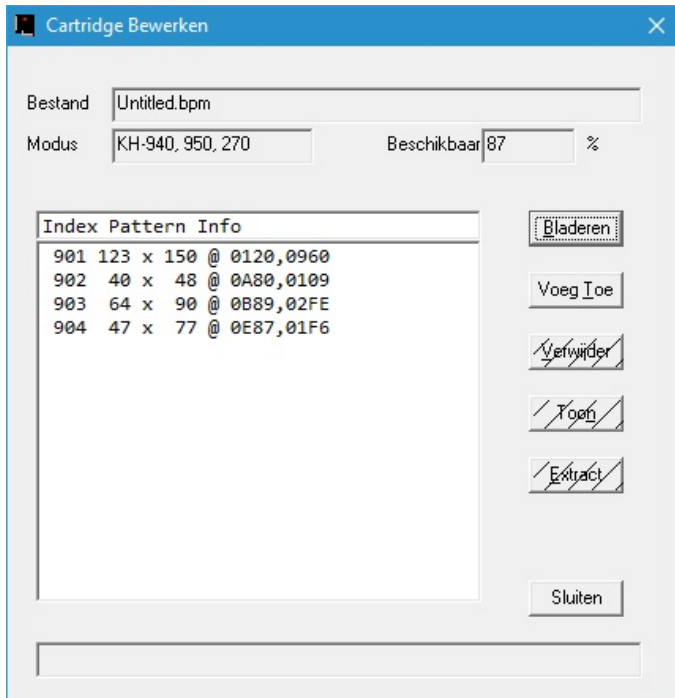 Cartridge Bewerken
Bestand Untitled.bpm
Modus KH-940, 950, 270 Beschikbaar 87 %
Index Pattern Info
901 123 x 150 @ 0120,0960
902 40 x 48 @ 0A80,0109
903 64 x 90 @ 0B89,02FE
904 47 x 77 @ 0E87,01F6
Bladeren
Voeg Toe
Verwijder
Toon
Extract
Sluiten